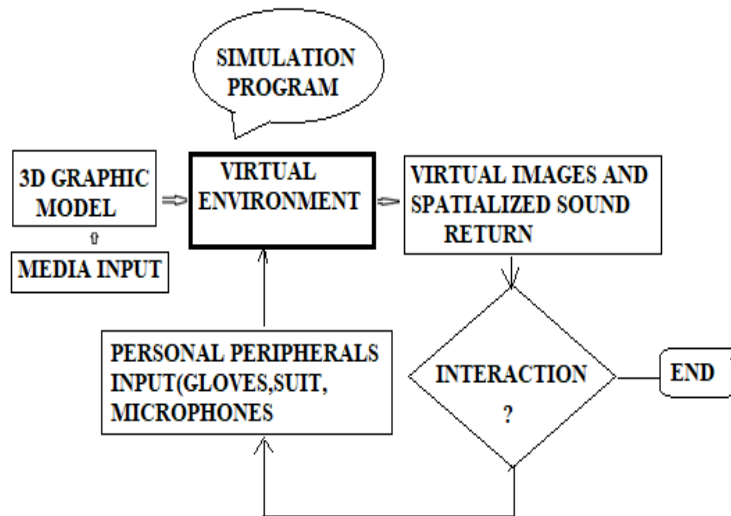 SIMULATION
PROGRAM
3D GRAPHIC
MODEL
VIRTUAL
ENVIRONMENT
VIRTUAL IMAGES AND
SPATIALIZED SOUND
RETURN
MEDIA INPUT
PERSONAL PERIPHERALS
INPUT(GLOVES,SUIT,
MICROPHONES
INTERACTION
?
END